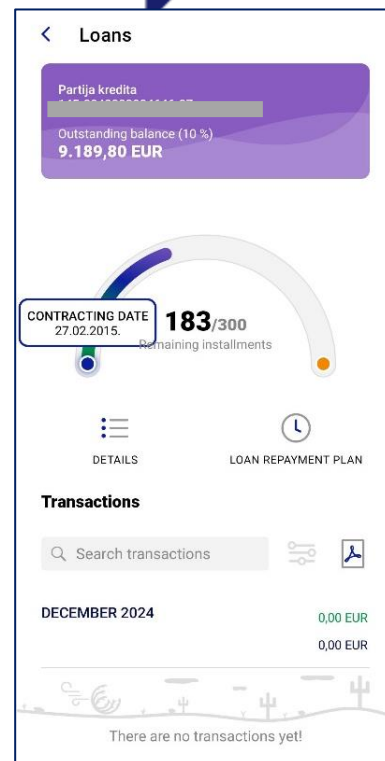 Loans
Partija kredita
Outstanding balance (10 %)
9.189,80 EUR
CONTRACTING DATE
27.02.2015.
183/300
Remaining installments
DETAILS
LOAN REPAYMENT PLAN
Transactions
Search transactions
DECEMBER 2024
0,00 EUR
0,00 EUR
There are no transactions yet!